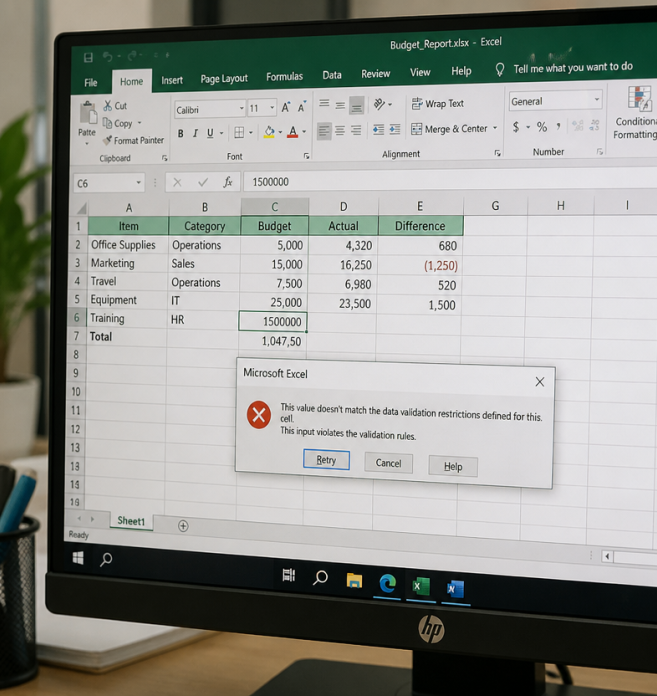 Budget_Report.xlsx - Excel
File Home Insert Page Layout Formulas Data Review View Help Tell me what you want to do
Patte
Cut
Copy
Format Painter
Clipboard
Calibri 11 A A
B I U A
Font
Wrap Text
Merge & Center
Alignment
General
$ % ,
Number
Condition
Formatting
C6 fx 1500000
A B C D E G H I
1 Item Category Budget Actual Difference
2 Office Supplies Operations 5,000 4,320 680
3 Marketing Sales 15,000 16,250 (1,250)
4 Travel Operations 7,500 6,980 520
5 Equipment IT 25,000 23,500 1,500
6 Training HR 1500000
7 Total 1,047,50
8
9
10
11
12
13
13
Microsoft Excel
This value doesn't match the data validation restrictions defined for this.
cell.
This input violates the validation rules.
Retry Cancel Help
Sheet1
Ready
hp